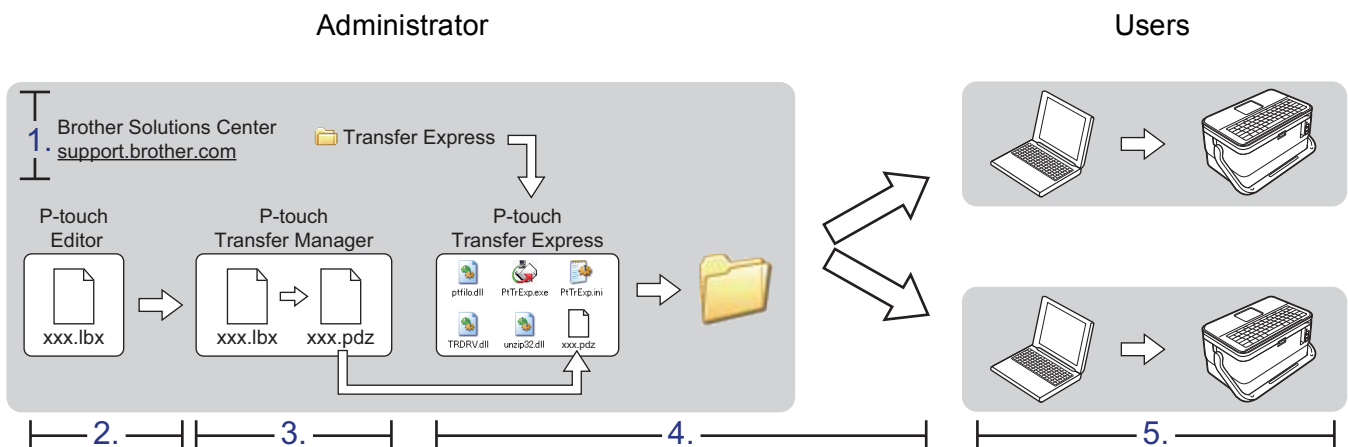 Administrator
Users
1.
Brother Solutions Center
support.brother.com
Transfer Express
P-touch
Editor
xxx.lbx
P-touch
Transfer Manager
xxx.lbx
xxx.pdz
P-touch
Transfer Express
ptfilo.dll
PtTrExp.exe
PtTrExp.ini
TRDRV.dll
unzip32.dll
xxx.pdz
2.
3.
4.
5.